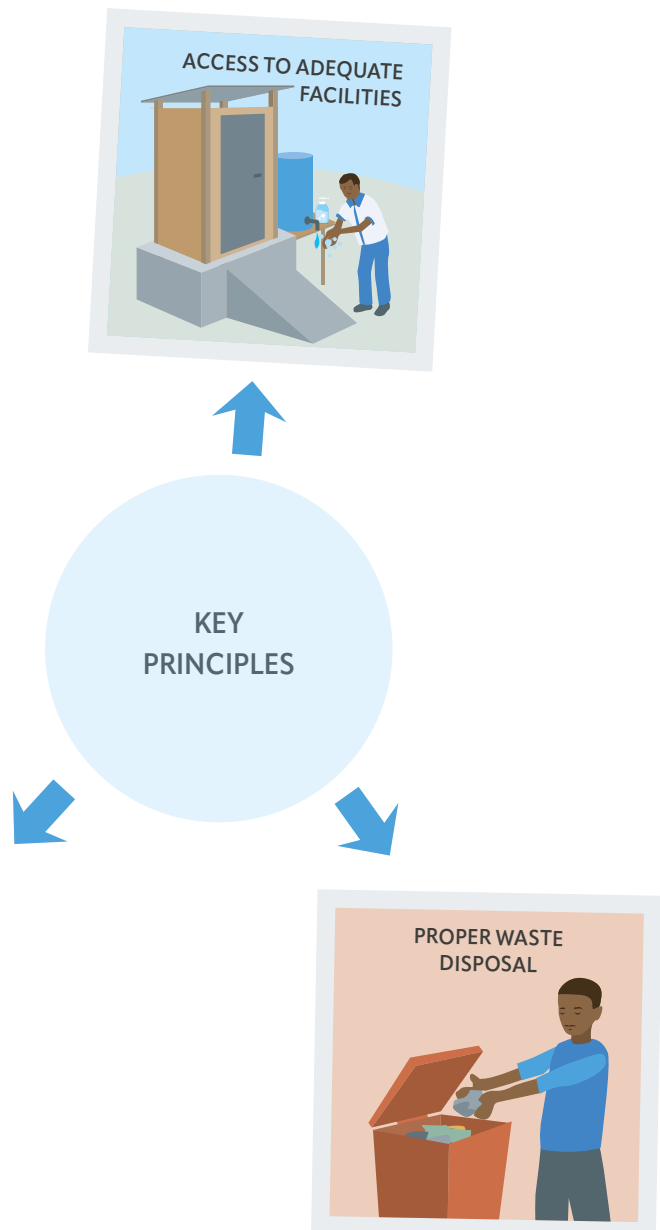 ACCESS TO ADEQUATE
FACILITIES
KEY
PRINCIPLES
PROPER WASTE
DISPOSAL